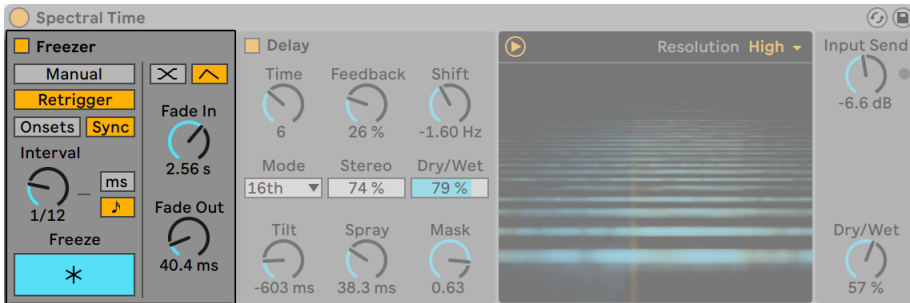 Spectral Time
Freezer
Manual
Retrigger
Onsets Sync
Interval
1/12
ms
Freeze
Fade In
2.56 s
Fade Out
40.4 ms
Delay
Time Feedback Shift
6 26 % -1.60 Hz
Mode Stereo Dry/Wet
16th 74 % 79 %
Tilt Spray Mask
-603 ms 38.3 ms 0.63
Resolution High
Input Send
-6.6 dB
Dry/Wet
57 %